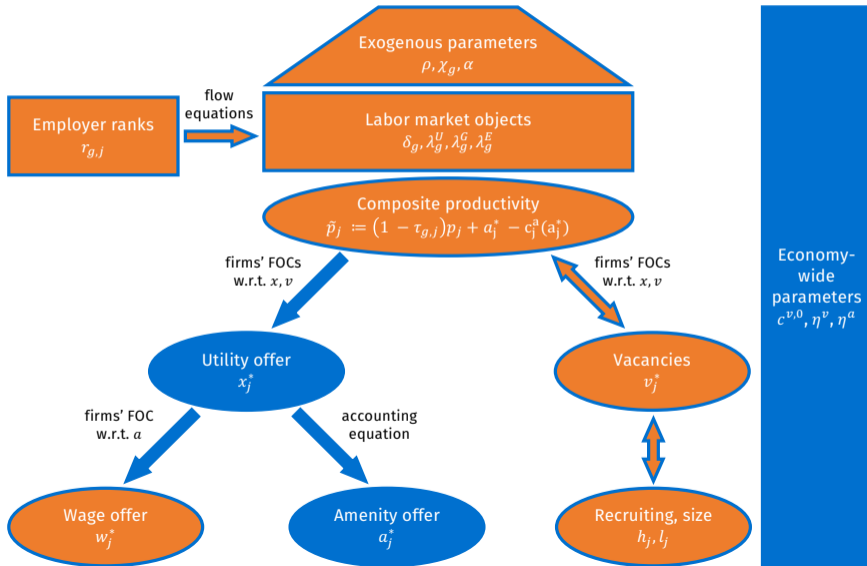 Exogenous parameters
ρ, χ_g, α
flow
equations
Employer ranks
r_{g,j}
Labor market objects
δ_g, λ_g^U, λ_g^G, λ_g^E
Composite productivity
p̃_j := (1 − τ_{g,j})p_j + a_j^* − c_j^a(a_j^*)
firms' FOCs
w.r.t. x, v
firms' FOCs
w.r.t. x, v
Economy-
wide
parameters
c^{v,0}, η^v, η^a
Utility offer
x_j^*
Vacancies
v_j^*
firms' FOC
w.r.t. a
accounting
equation
Wage offer
w_j^*
Amenity offer
a_j^*
Recruiting, size
h_j, l_j